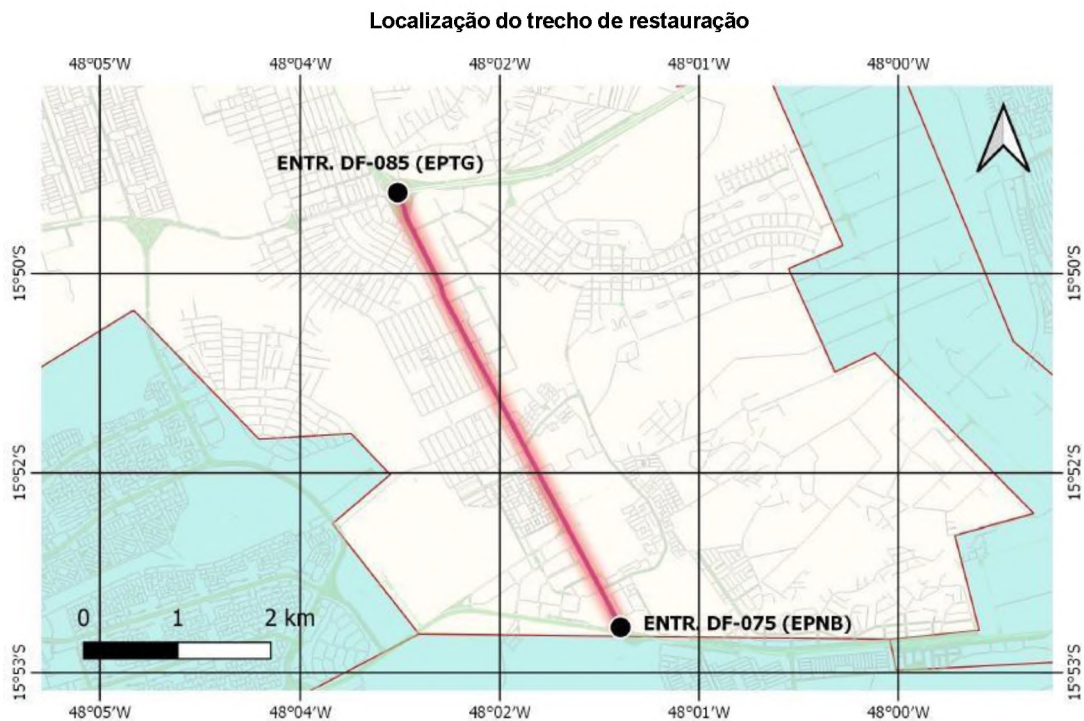 Localização do trecho de restauração
48°05′W 48°04′W 48°02′W 48°01′W 48°00′W
ENTR. DF-085 (EPTG)
15°50′S 15°50′S
15°52′S 15°52′S
0 1 2 km
ENTR. DF-075 (EPNB)
15°53′S 15°53′S
48°05′W 48°04′W 48°02′W 48°01′W 48°00′W